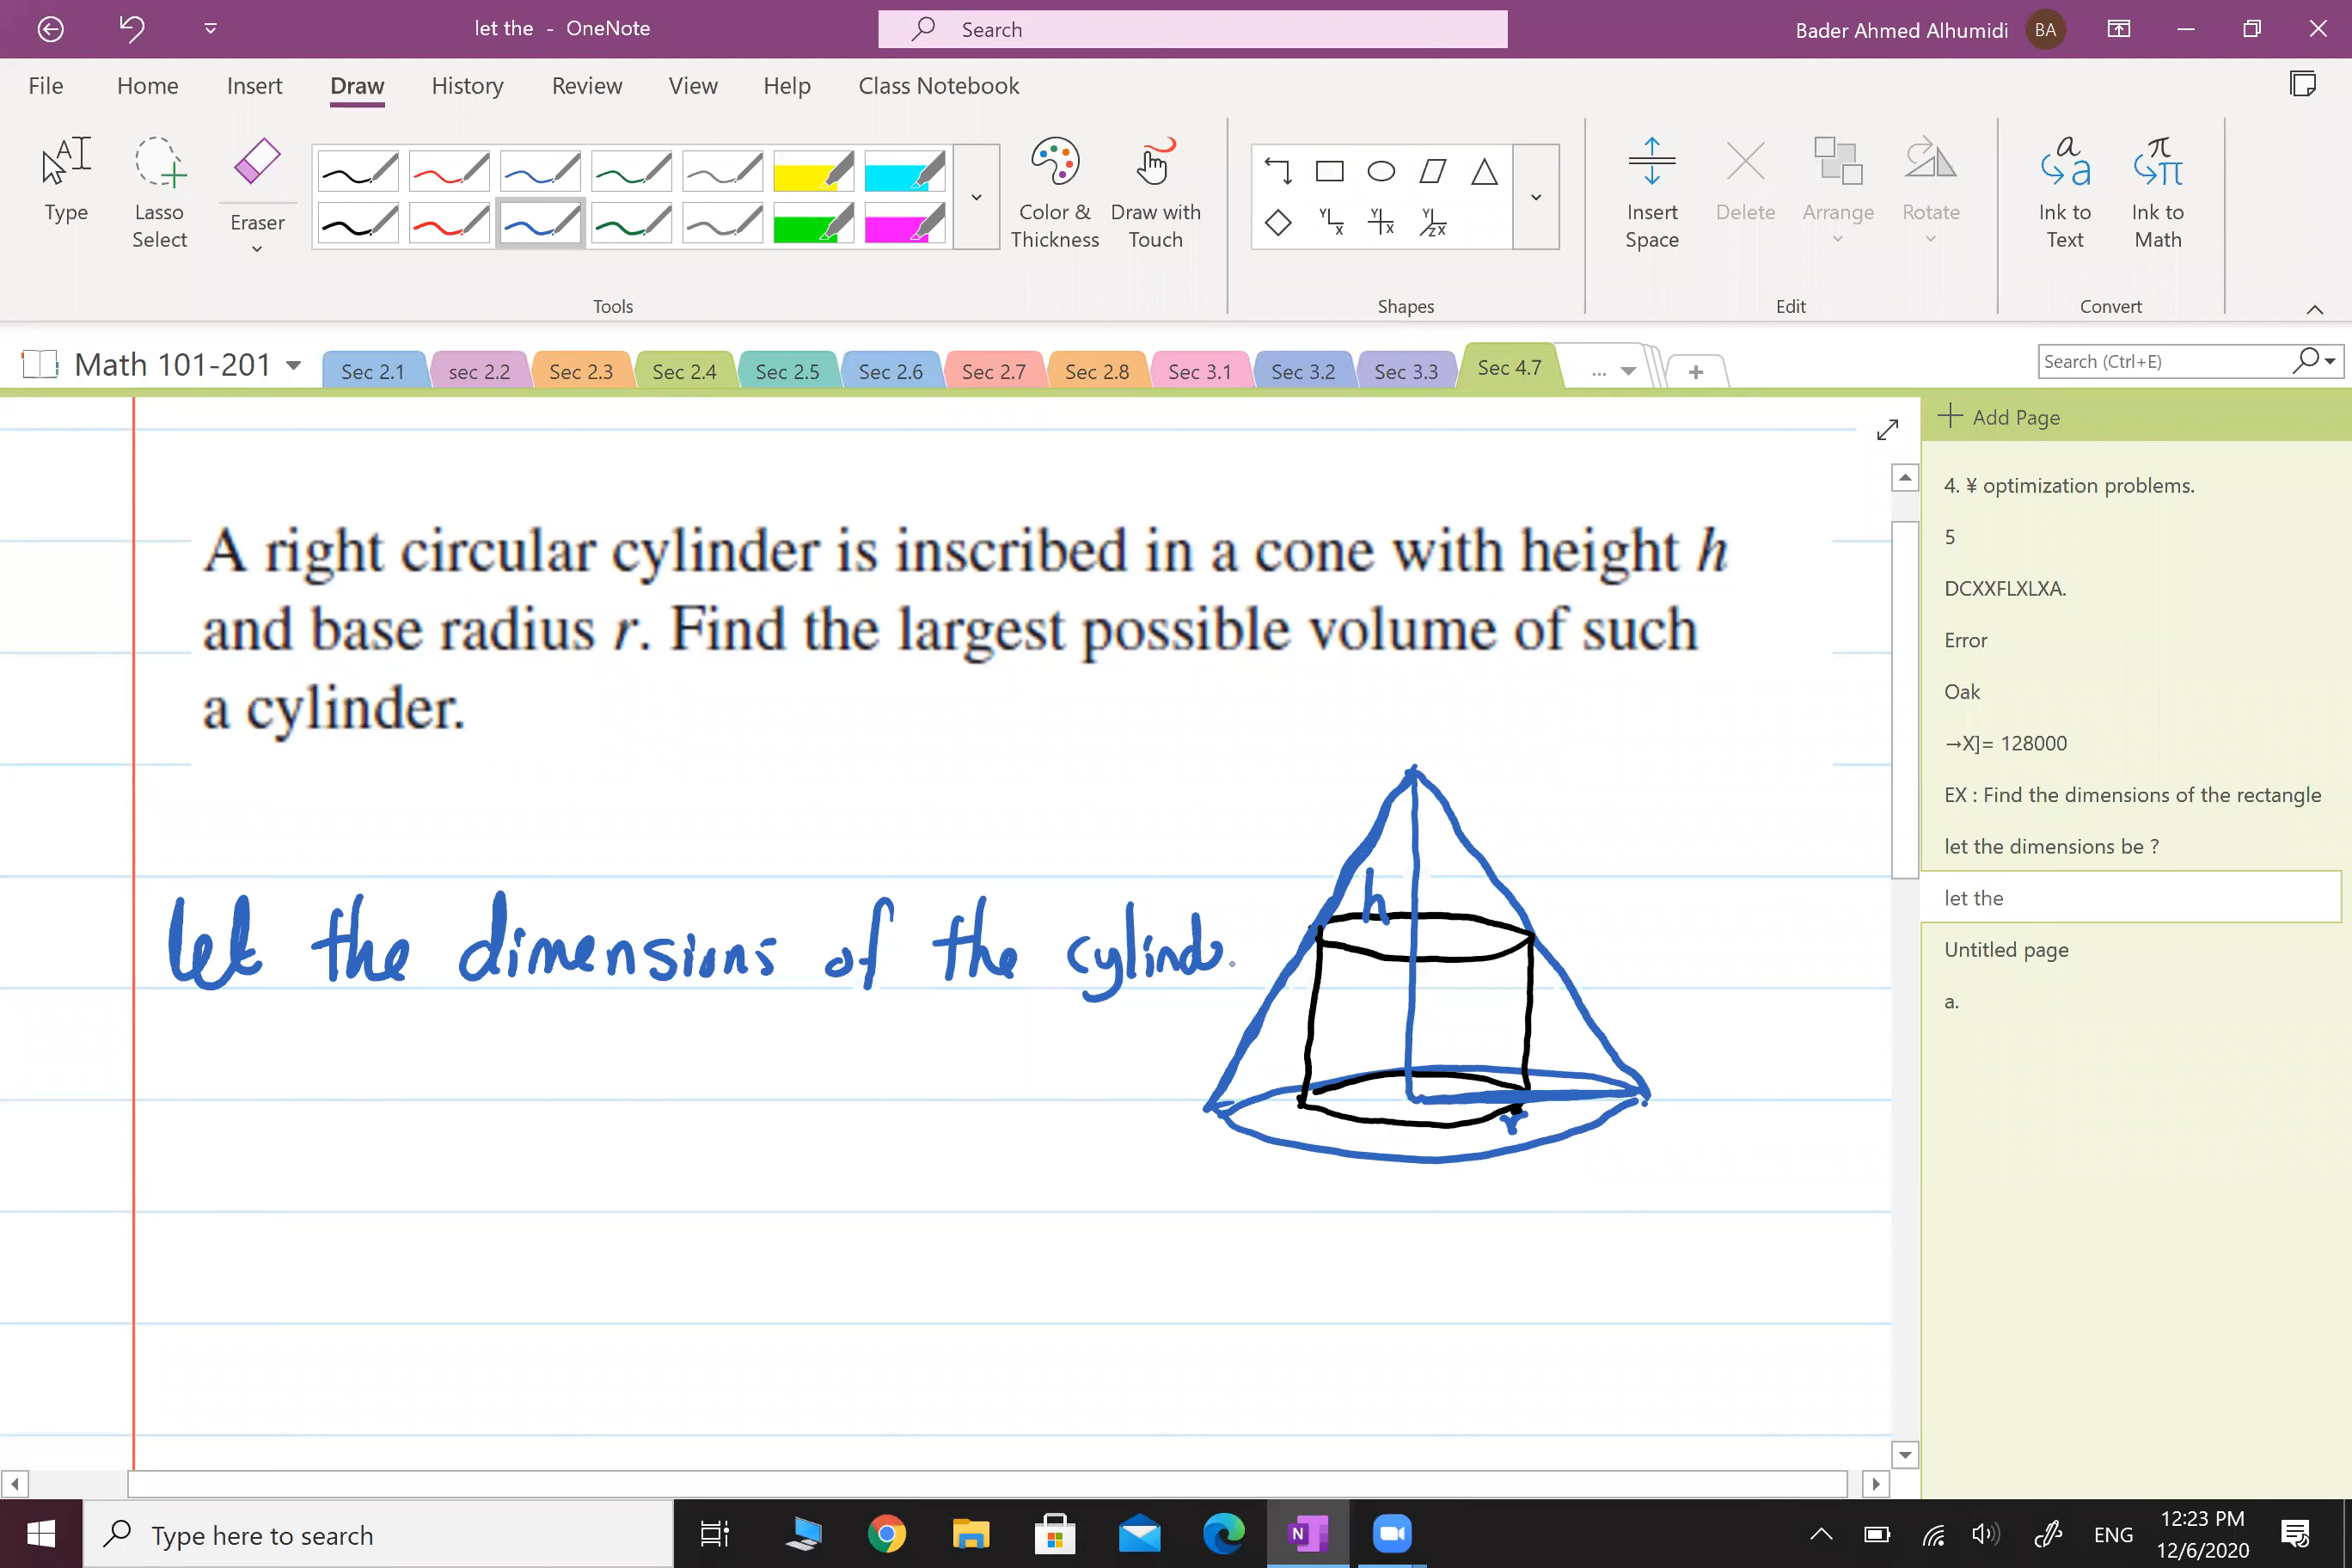 let the - OneNote
Search
Bader Ahmed Alhumidi
BA
File Home Insert Draw History Review View Help Class Notebook
Type
Lasso Select
Eraser
Color & Thickness
Draw with Touch
Insert Space
Delete
Arrange
Rotate
Ink to Text
Ink to Math
Tools
Shapes
Edit
Convert
Math 101-201
Sec 2.1
sec 2.2
Sec 2.3
Sec 2.4
Sec 2.5
Sec 2.6
Sec 2.7
Sec 2.8
Sec 3.1
Sec 3.2
Sec 3.3
Sec 4.7
...
Search (Ctrl+E)
A right circular cylinder is inscribed in a cone with height h
and base radius r. Find the largest possible volume of such
a cylinder.
let the dimensions of the cylind
h
r
Add Page
4. ¥ optimization problems.
5
DCXXFLXLXA.
Error
Oak
→X]= 128000
EX : Find the dimensions of the rectangle
let the dimensions be ?
let the
Untitled page
a.
Type here to search
ENG
12:23 PM
12/6/2020